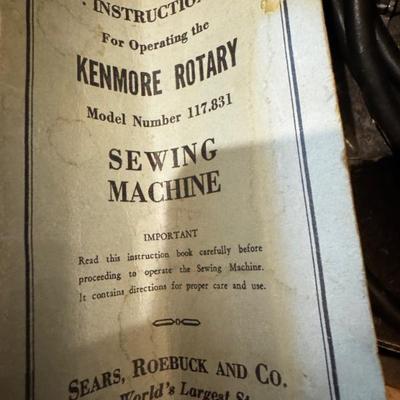 INSTRUCTION
For Operating the
KENMORE ROTARY
Model Number 117.831
SEWING
MACHINE
IMPORTANT
Read this instruction book carefully before
proceeding to operate the Sewing Machine.
It contains directions for proper care and use.
SEARS, ROEBUCK AND CO.
World's Largest